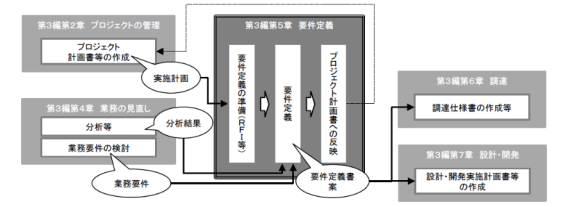 第3編第2章 プロジェクトの管理
プロジェクト
計画書等の作成
実施計画
第3編第4章 業務の見直し
分析等
分析結果
業務要件の検討
業務要件
第3編第5章 要件定義
要件定義の準備(RFI等)
要件定義
プロジェクト計画書への反映
要件定義書
案
第3編第6章 調達
調達仕様書の作成等
第3編第7章 設計・開発
設計・開発実施計画書等
の作成